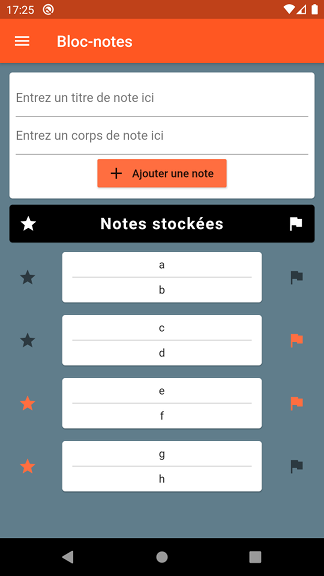 17:25
Bloc-notes
Entrez un titre de note ici
Entrez un corps de note ici
Ajouter une note
Notes stockées
a
b
c
d
e
f
g
h